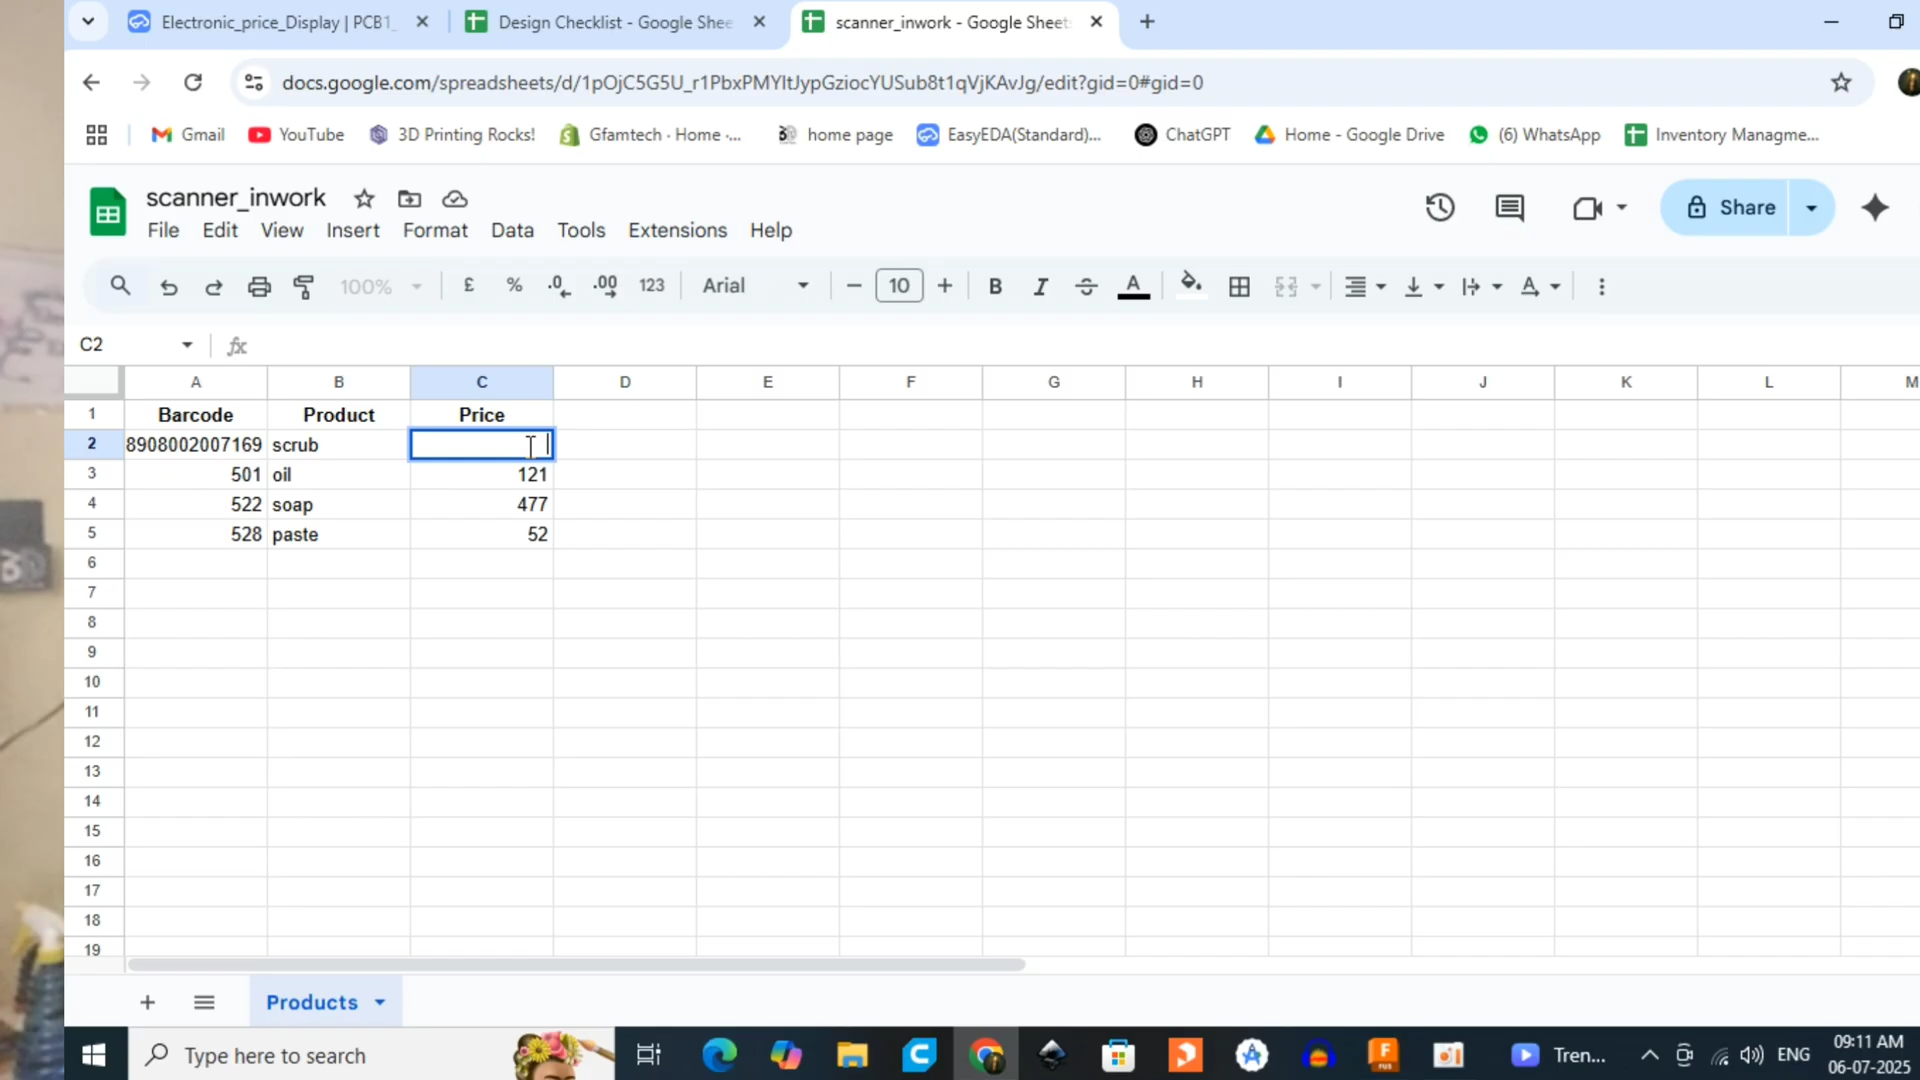 Electronic_price_Display | PCB1_
Design Checklist - Google Shee
scanner_inwork - Google Sheet
docs.google.com/spreadsheets/d/1pOjC5G5U_r1PbxPMYltJypGziocYUSub8t1qVjKAvJg/edit?gid=0#gid=0
Gmail YouTube 3D Printing Rocks! Gfamtech · Home ·... home page EasyEDA(Standard)... ChatGPT Home - Google Drive (6) WhatsApp Inventory Managme...
scanner_inwork
Share
File Edit View Insert Format Data Tools Extensions Help
100% £ % .0 .00 123 Arial 10 B I A
C2 fx
A B C D E F G H I J K L M
1 Barcode Product Price
2 8908002007169 scrub
3 501 oil 121
4 522 soap 477
5 528 paste 52
6
7
8
9
10
11
12
13
14
15
16
17
18
19
Products
Type here to search
Tren... ENG
09:11 AM
06-07-2025